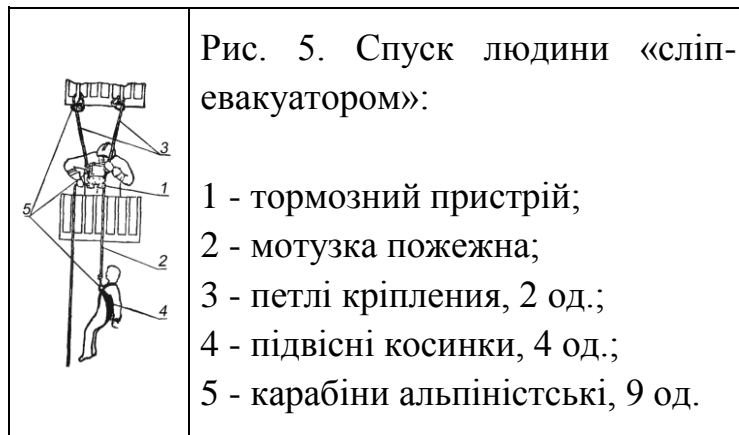 Рис. 5. Спуск людини «сліп-
евакуатором»:
1 - тормозний пристрій;
2 - мотузка пожежна;
3 - петлі кріплення, 2 од.;
4 - підвісні косинки, 4 од.;
5 - карабіни альпіністські, 9 од.
3
1
5
2
4